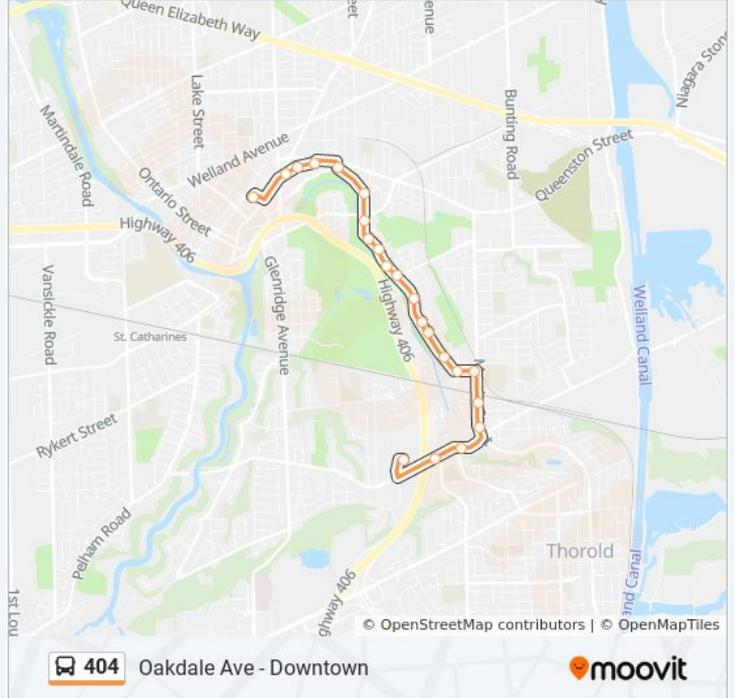 Queen Elizabeth Way
Lake Street
Martindale Road
Welland Avenue
Bunting Road
Niagara Ston
Ontario Street
Queenston Street
Highway 406
Vansickle Road
Glenridge Avenue
Highway 406
Welland Canal
St. Catharines
Rykert Street
Pelham Road
Thorold
1st Lou
ghway 406
and Canal
© OpenStreetMap contributors | © OpenMapTiles
404 Oakdale Ave - Downtown
moovit